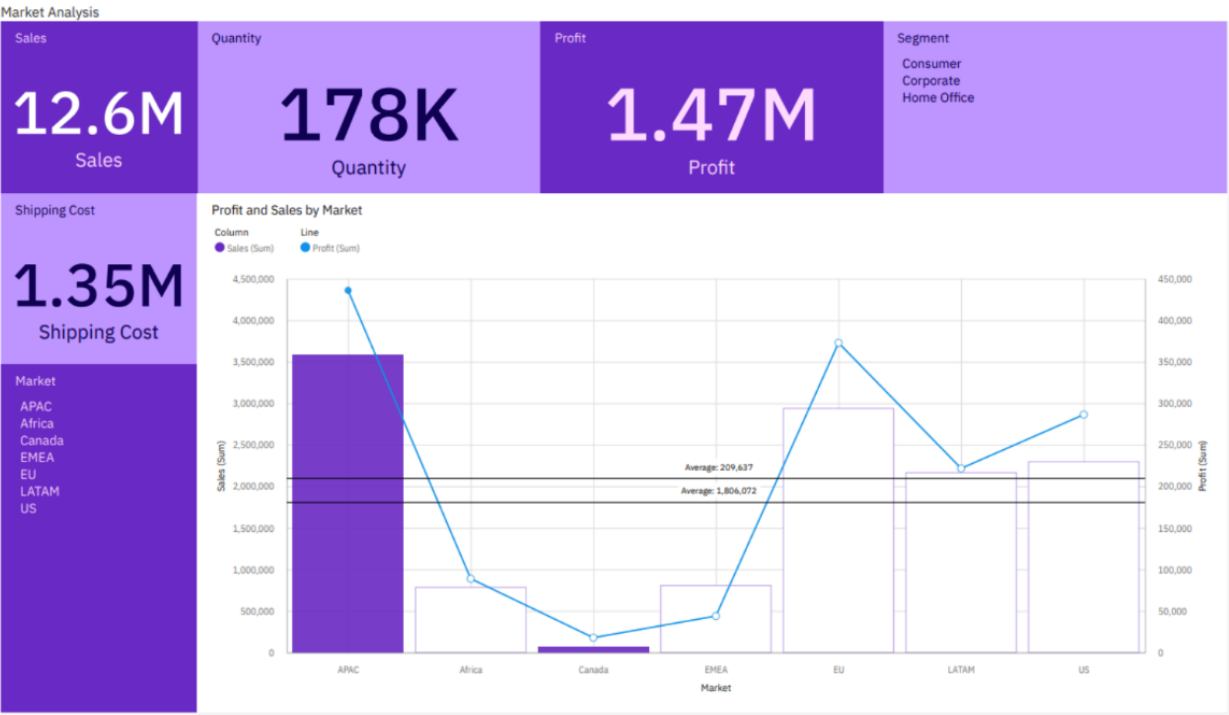 Market Analysis
Sales
12.6M
Sales
Quantity
178K
Quantity
Profit
1.47M
Profit
Segment
Consumer
Corporate
Home Office
Shipping Cost
1.35M
Shipping Cost
Market
APAC
Africa
Canada
EMEA
EU
LATAM
US
Profit and Sales by Market
Column
Sales (Sum)
Line
Profit (Sum)
4,500,000
4,000,000
3,500,000
3,000,000
2,500,000
2,000,000
1,500,000
1,000,000
500,000
0
Sales (Sum)
Average: 209,637
Average: 1,806,072
450,000
400,000
350,000
300,000
250,000
200,000
150,000
100,000
50,000
0
Profit (Sum)
APAC Africa Canada EMEA EU LATAM US
Market